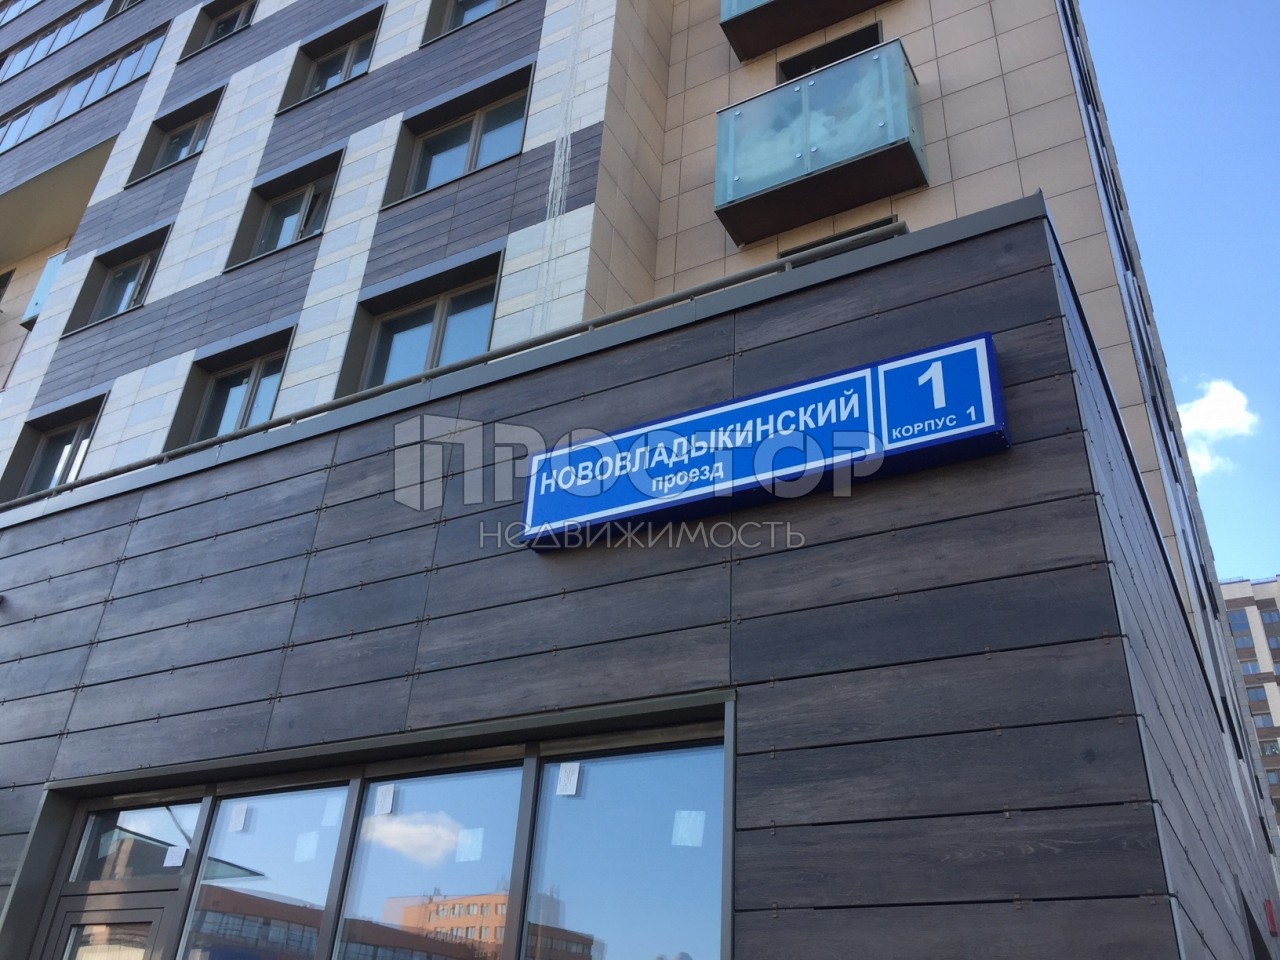 НОВОВЛАДЫКИНСКИЙ
проезд
1
КОРПУС 1
ПРОСТОР
НЕДВИЖИМОСТЬ